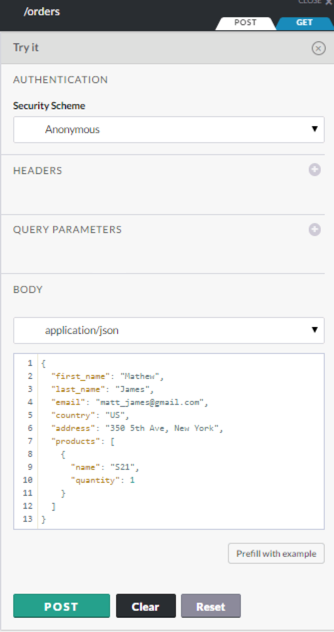 CLOSE X
/orders
POST GET
Try it
AUTHENTICATION
Security Scheme
Anonymous
HEADERS
QUERY PARAMETERS
BODY
application/json
1 {
2 "first_name": "Mathew",
3 "last_name": "James",
4 "email": "matt_james@gmail.com",
5 "country": "US",
6 "address": "350 5th Ave, New York",
7 "products": [
8 {
9 "name": "S21",
10 "quantity": 1
11 }
12 ]
13 }
Prefill with example
POST Clear Reset